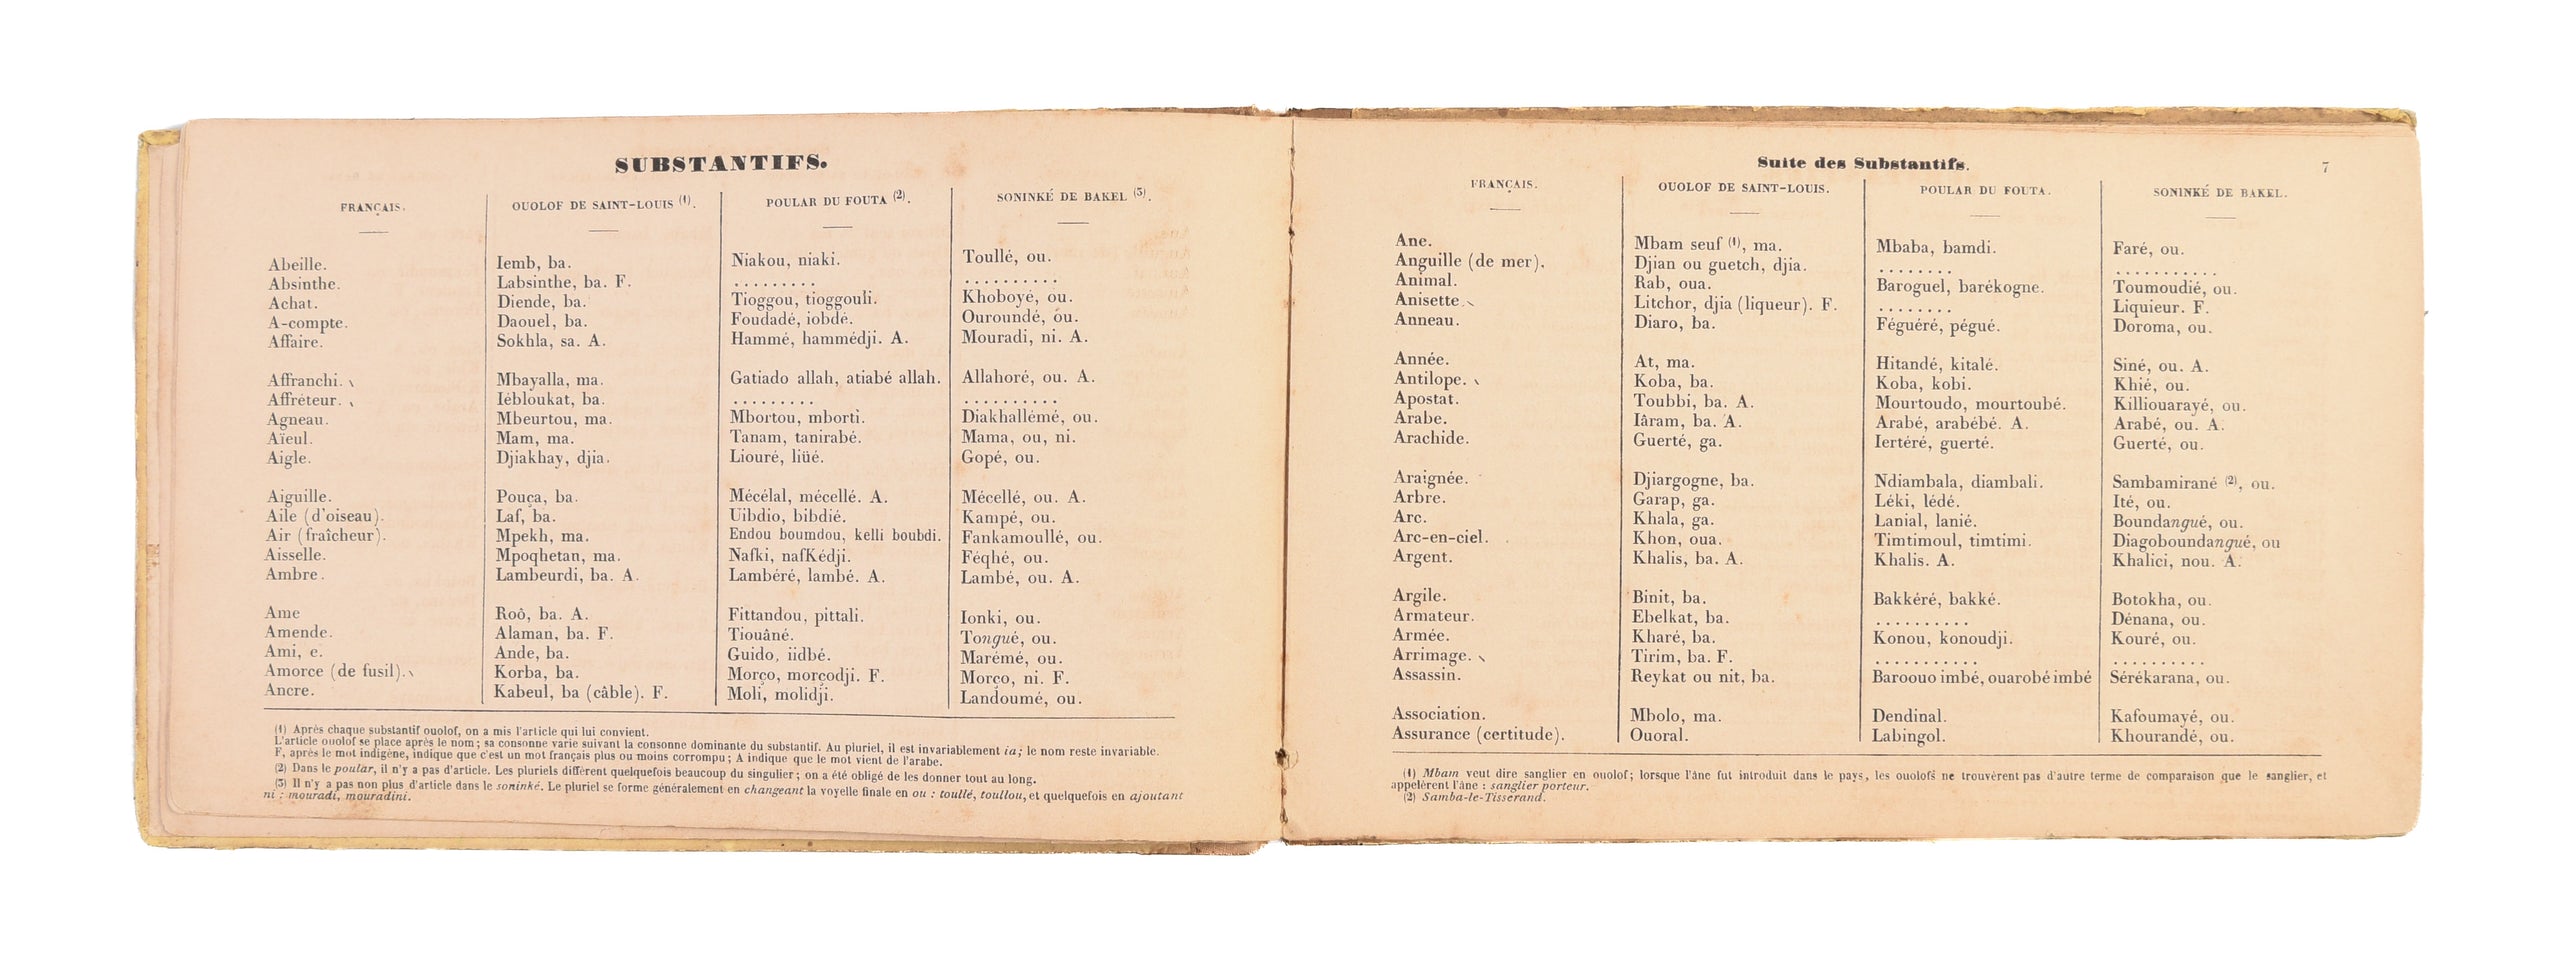 SUBSTANTIFS.
FRANÇAIS. OUOLOF DE SAINT-LOUIS (1). POULAR DU FOUTA (2). SONINKÉ DE BAKEL (3).
Abeille. Iemb, ba. Niakou, niaki. Toullé, ou.
Absinthe. Labsinthe, ba. F. ......... ..........
Achat. Diende, ba. Tioggou, tioggouli. Khoboyé, ou.
A-compte. Daouel, ba. Foudadé, iobdé. Ouroundé, ou.
Affaire. Sokhla, sa. A. Hammé, hammédji. A. Mouradi, ni. A.
Affranchi. Mbayalla, ma. Gatiado allah, atiabé allah. Allahoré, ou. A.
Affréteur. Iébloukat, ba. ......... ..........
Agneau. Mbeurtou, ma. Mbortou, mborti. Diakhallémé, ou.
Aïeul. Mam, ma. Tanam, tanirabé. Mama, ou, ni.
Aigle. Djiakhay, djia. Liouré, liüé. Gopé, ou.
Aiguille. Pouça, ba. Mécélal, mécellé. A. Mécellé, ou. A.
Aile (d'oiseau). Laf, ba. Uibdio, bibdié. Kampé, ou.
Air (fraîcheur). Mpekh, ma. Endou boumdou, kelli boubdi. Fankamoullé, ou.
Aisselle. Mpoqhetan, ma. Nafki, nafKédji. Féqhé, ou.
Ambre. Lambeurdi, ba. A. Lambéré, lambé. A. Lambé, ou. A.
Ame Roô, ba. A. Fittandou, pittali. Ionki, ou.
Amende. Alaman, ba. F. Tiouâné. Tongué, ou.
Ami, e. Ande, ba. Guido, iidbé. Marémé, ou.
Amorce (de fusil). Korba, ba. Morço, morçodji. F. Morço, ni. F.
Ancre. Kabeul, ba (câble). F. Moli, molidji. Landoumé, ou.
(1) Après chaque substantif ouolof, on a mis l'article qui lui convient.
L'article ouolof se place après le nom; sa consonne varie suivant la consonne dominante du substantif. Au pluriel, il est invariablement ia; le nom reste invariable.
F, après le mot indigène, indique que c'est un mot français plus ou moins corrompu; A indique que le mot vient de l'arabe.
(2) Dans le poular, il n'y a pas d'article. Les pluriels diffèrent quelquefois beaucoup du singulier; on a été obligé de les donner tout au long.
(3) Il n'y a pas non plus d'article dans le soninké. Le pluriel se forme généralement en changeant la voyelle finale en ou : toullé, toullou, et quelquefois en ajoutant
ni : mouradi, mouradini.
Suite des Substantifs. 7
FRANÇAIS. OUOLOF DE SAINT-LOUIS. POULAR DU FOUTA. SONINKÉ DE BAKEL.
Ane. Mbam seuf (1), ma. Mbaba, bamdi. Faré, ou.
Anguille (de mer). Djian ou guetch, djia. ........ ...........
Animal. Rab, oua. Baroguel, barékogne. Toumoudié, ou.
Anisette. Litchor, djia (liqueur). F. ........ Liquieur. F.
Anneau. Diaro, ba. Féguéré, pégué. Doroma, ou.
Année. At, ma. Hitandé, kitalé. Siné, ou. A.
Antilope. Koba, ba. Koba, kobi. Khié, ou.
Apostat. Toubbi, ba. A. Mourtoudo, mourtoubé. Killiouarayé, ou.
Arabe. Iâram, ba. A. Arabé, arabébé. A. Arabé, ou. A.
Arachide. Guerté, ga. Iertéré, guerté. Guerté, ou.
Araignée. Djiargogne, ba. Ndiambala, diambali. Sambamirané (2), ou.
Arbre. Garap, ga. Léki, lédé. Ité, ou.
Arc. Khala, ga. Lanial, lanié. Boundangué, ou.
Arc-en-ciel. Khon, oua. Timtimoul, timtimi. Diagoboundangué, ou
Argent. Khalis, ba. A. Khalis. A. Khalici, nou. A.
Argile. Binit, ba. Bakkéré, bakké. Botokha, ou.
Armateur. Ebelkat, ba. .......... Dénana, ou.
Armée. Kharé, ba. Konou, konoudji. Kouré, ou.
Arrimage. Tirim, ba. F. ........... ..........
Assassin. Reykat ou nit, ba. Baroouo imbé, ouarobé imbé Sérékarana, ou.
Association. Mbolo, ma. Dendinal. Kafoumayé, ou.
Assurance (certitude). Ouoral. Labingol. Khourandé, ou.
(1) Mbam veut dire sanglier en ouolof; lorsque l'âne fut introduit dans le pays, les ouolofs ne trouvèrent pas d'autre terme de comparaison que le sanglier, et
appelèrent l'âne : sanglier porteur.
(2) Samba-le-Tisserand.